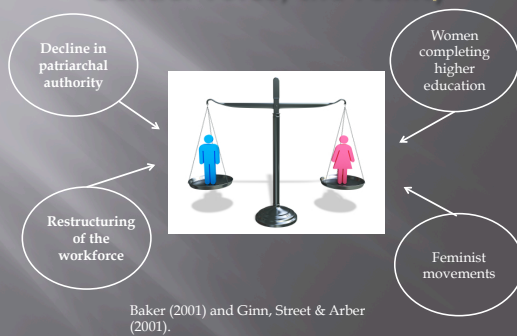 Decline in
patriarchal
authority
Women
completing
higher
education
Restructuring
of the
workforce
Feminist
movements
Baker (2001) and Ginn, Street & Arber
(2001).